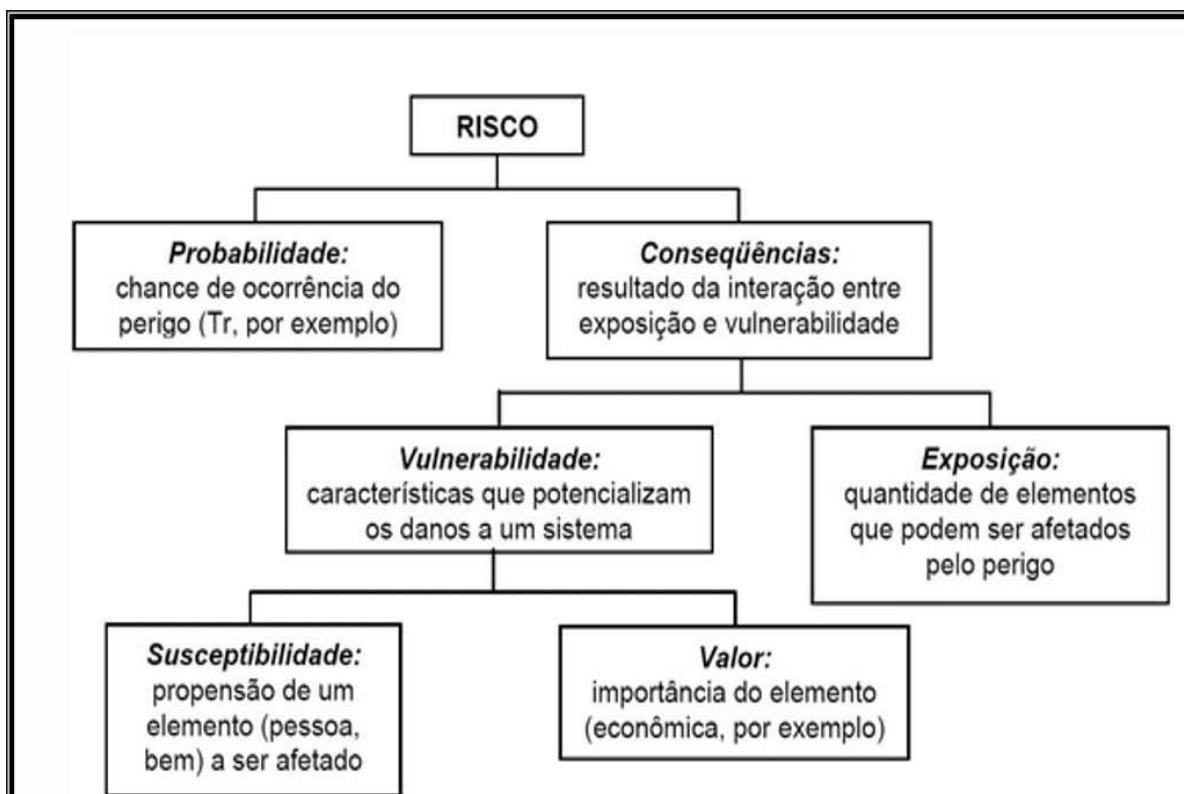 RISCO
Probabilidade:
chance de ocorrência do
perigo (Tr, por exemplo)
Conseqüências:
resultado da interação entre
exposição e vulnerabilidade
Vulnerabilidade:
características que potencializam
os danos a um sistema
Exposição:
quantidade de elementos
que podem ser afetados
pelo perigo
Susceptibilidade:
propensão de um
elemento (pessoa,
bem) a ser afetado
Valor:
importância do elemento
(econômica, por exemplo)